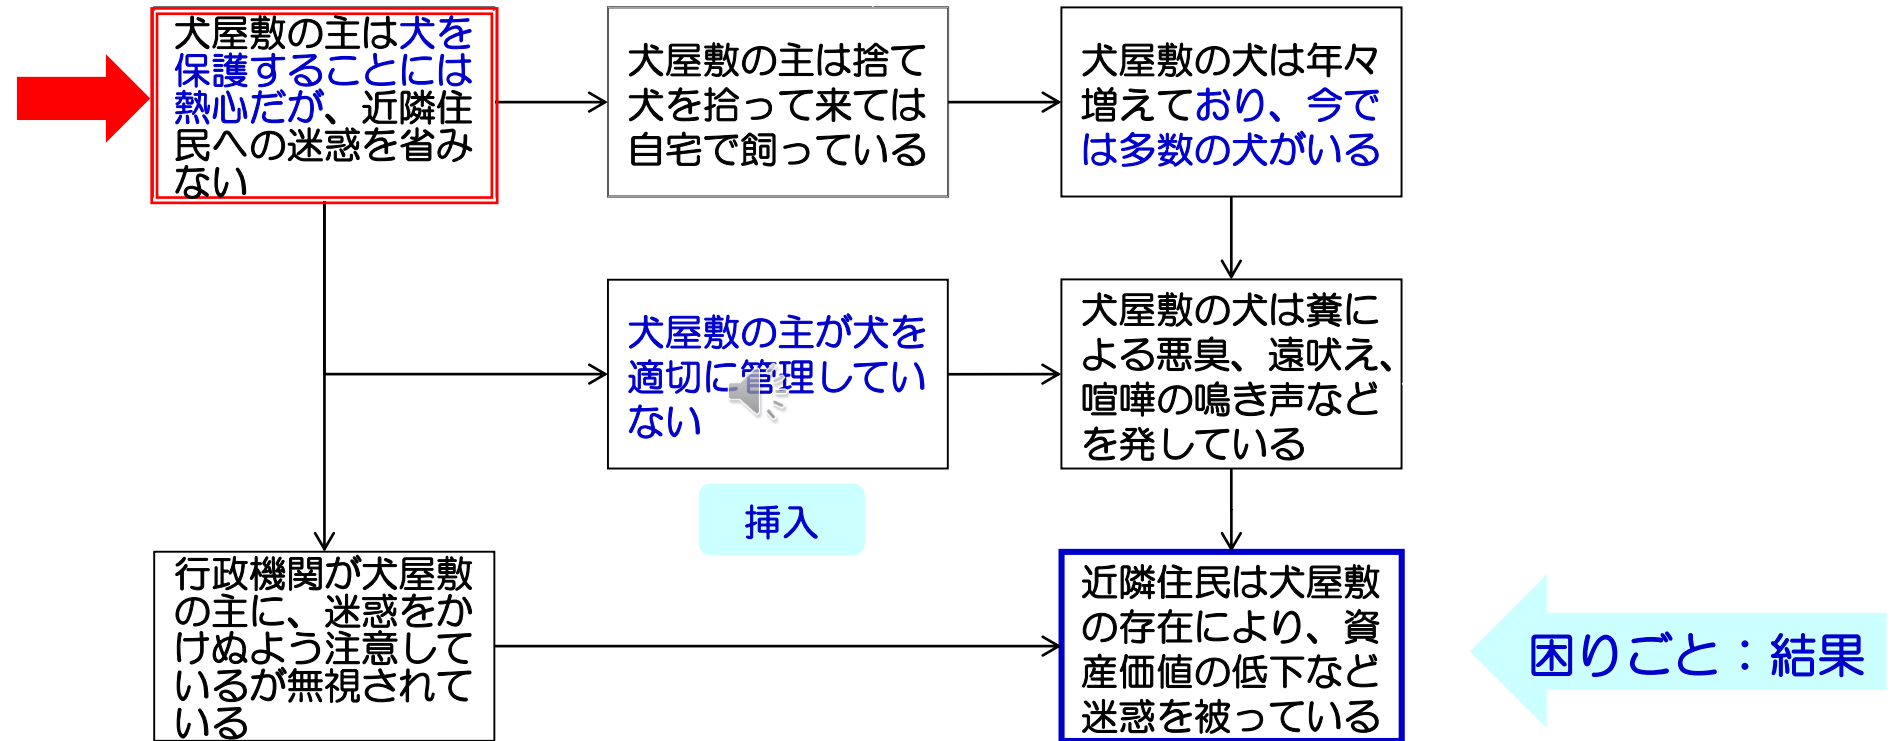 犬屋敷の主は犬を
保護することには
熱心だが、近隣住
民への迷惑を省み
ない
犬屋敷の主は捨て
犬を拾って来ては
自宅で飼っている
犬屋敷の犬は年々
増えており、今で
は多数の犬がいる
犬屋敷の主が犬を
適切に管理してい
ない
犬屋敷の犬は糞に
よる悪臭、遠吠え、
喧嘩の鳴き声など
を発している
挿入
行政機関が犬屋敷
の主に、迷惑をか
けぬよう注意して
いるが無視されて
いる
近隣住民は犬屋敷
の存在により、資
産価値の低下など
迷惑を被っている
困りごと：結果